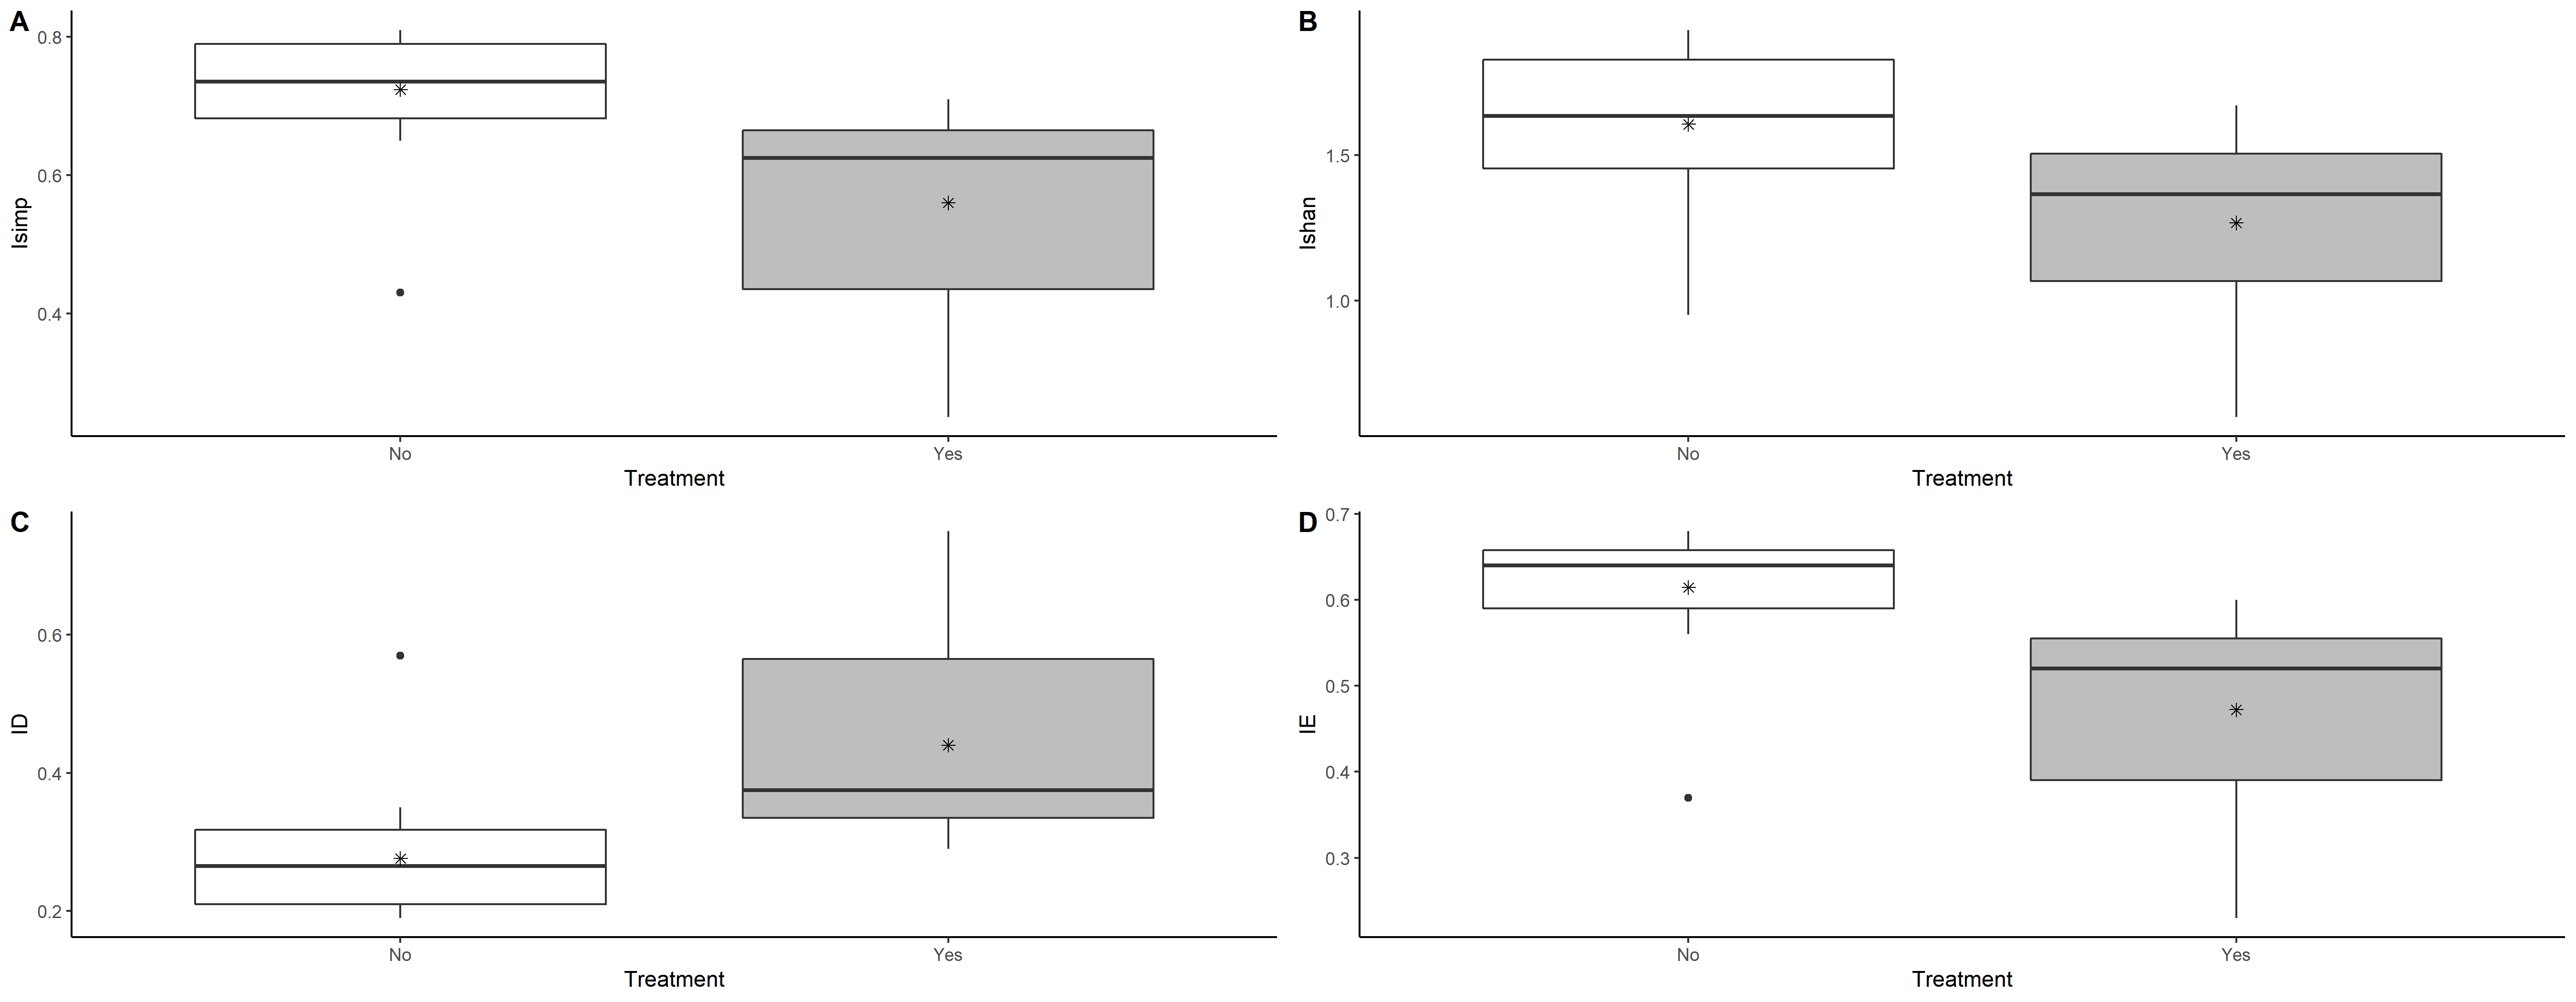 A
0.8
0.6
0.4
Isimp
No
Yes
Treatment
B
1.5
1.0
Ishan
No
Yes
Treatment
C
0.6
0.4
0.2
ID
No
Yes
Treatment
D
0.7
0.6
0.5
0.4
0.3
IE
No
Yes
Treatment